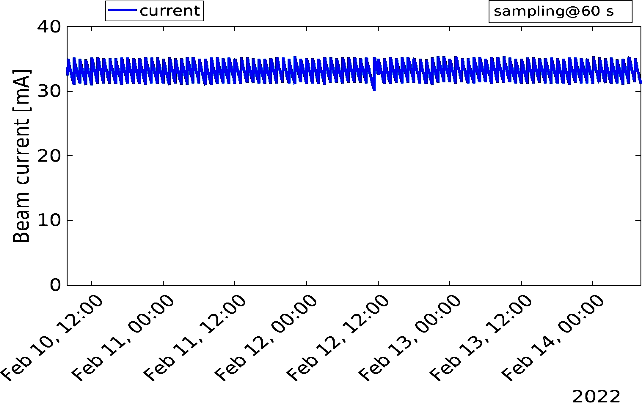 current
sampling@60 s
Beam current [mA]
40
30
20
10
0
Feb 10, 12:00
Feb 11, 00:00
Feb 11, 12:00
Feb 12, 00:00
Feb 12, 12:00
Feb 13, 00:00
Feb 13, 12:00
Feb 14, 00:00
2022